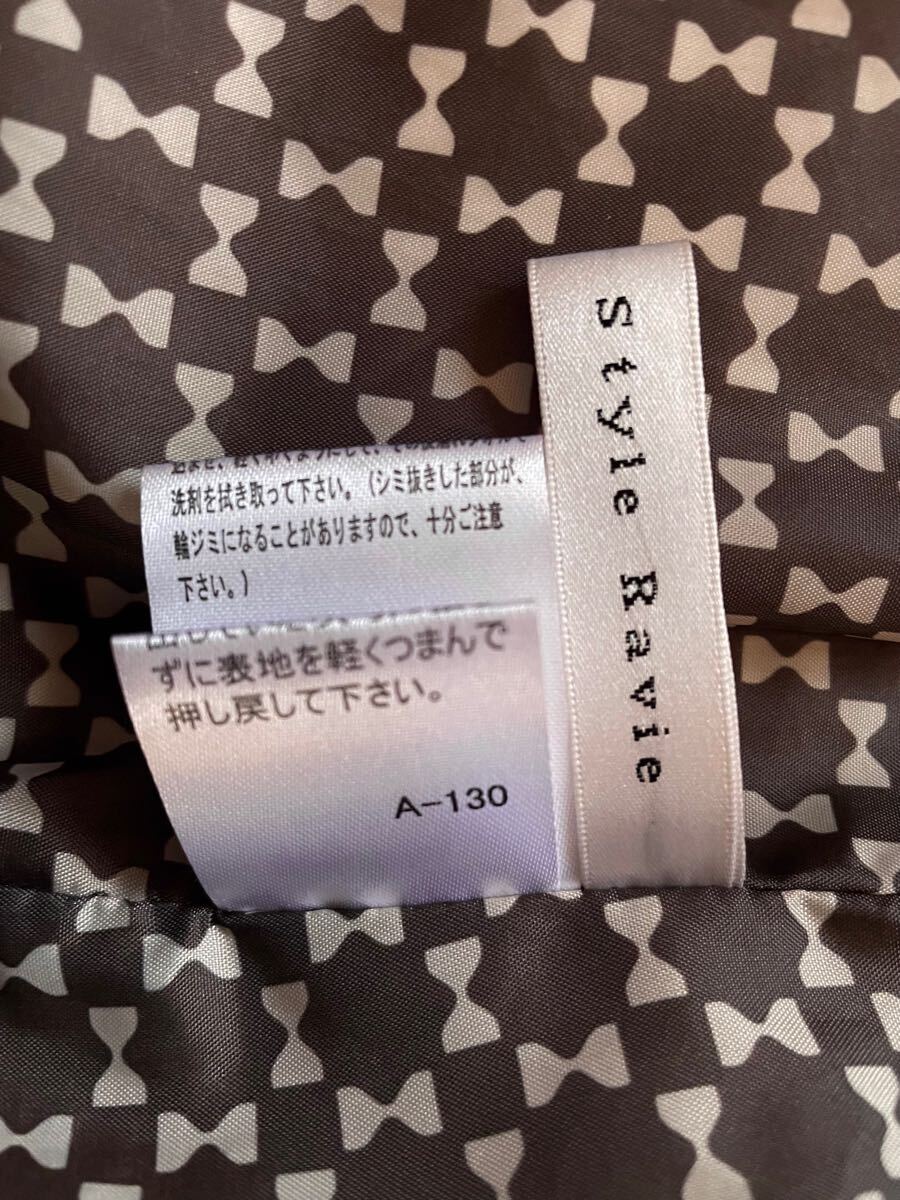 洗剤を拭き取って下さい。(シミ抜きした部分が、
輪ジミになることがありますので、十分ご注意
下さい。)
ずに表地を軽くつまんで
押し戻して下さい。
A-130
Style Ravie